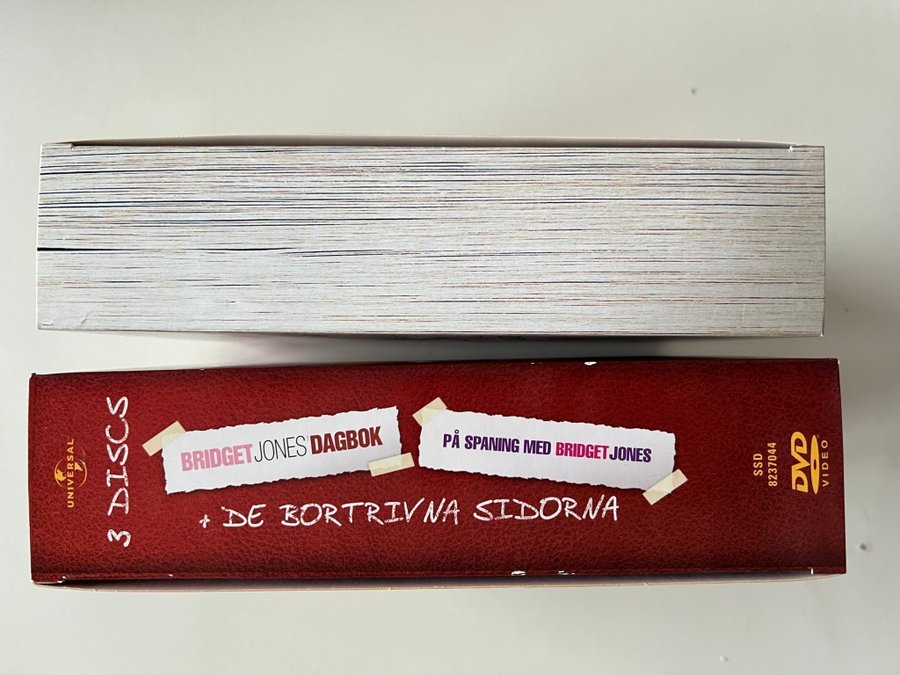 UNIVERSAL
3 DISCS
BRIDGET JONES DAGBOK
PÅ SPANING MED BRIDGET JONES
+ DE BORTRIVNA SIDORNA
SSD
8237044
DVD
VIDEO